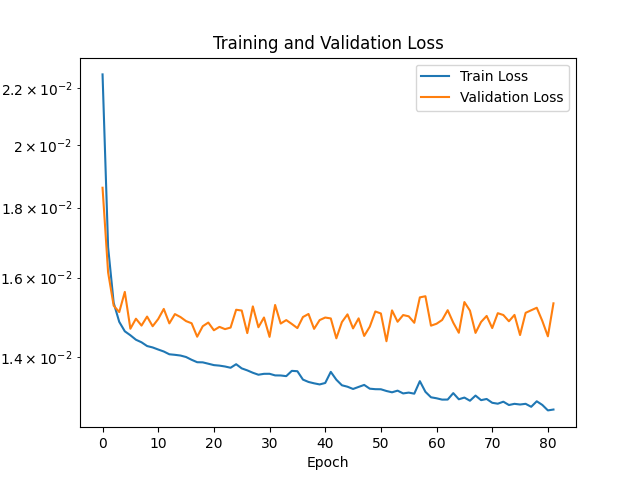 Training and Validation Loss
Train Loss
Validation Loss
2.2 × 10⁻²
2 × 10⁻²
1.8 × 10⁻²
1.6 × 10⁻²
1.4 × 10⁻²
0 10 20 30 40 50 60 70 80
Epoch